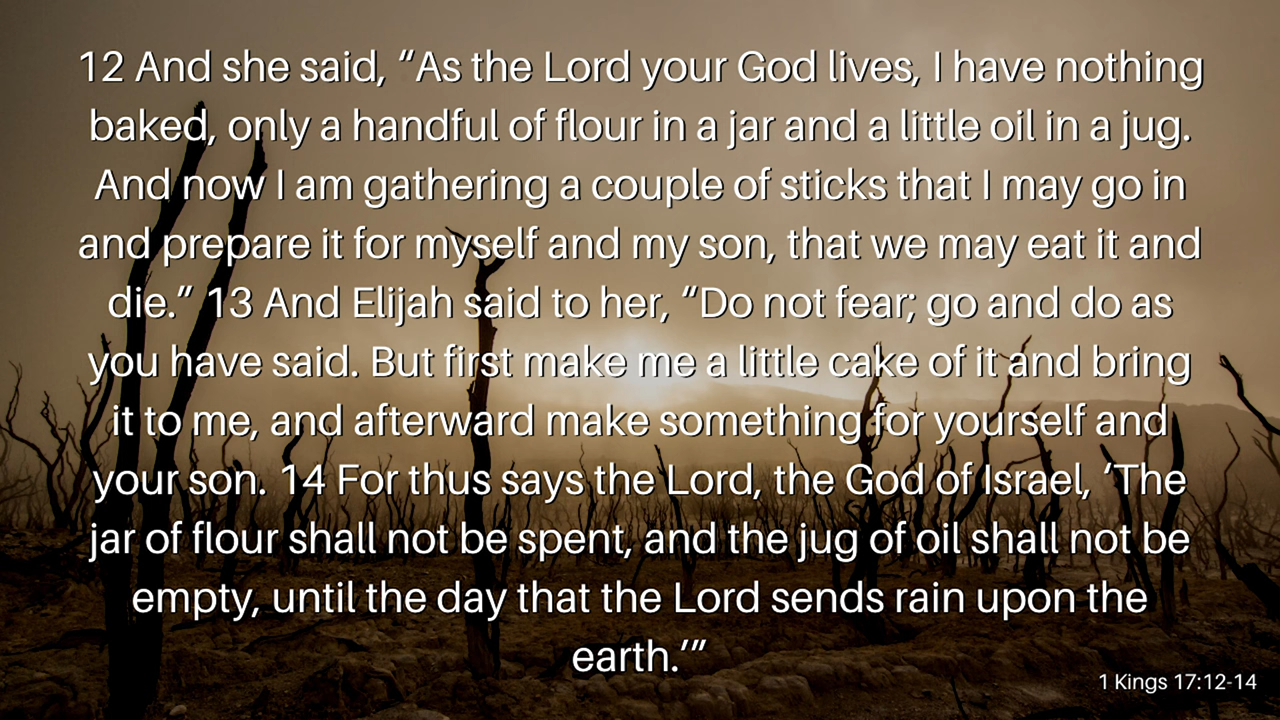 12 And she said, “As the Lord your God lives, I have nothing
baked, only a handful of flour in a jar and a little oil in a jug.
And now I am gathering a couple of sticks that I may go in
and prepare it for myself and my son, that we may eat it and
die.” 13 And Elijah said to her, “Do not fear; go and do as
you have said. But first make me a little cake of it and bring
it to me, and afterward make something for yourself and
your son. 14 For thus says the Lord, the God of Israel, ‘The
jar of flour shall not be spent, and the jug of oil shall not be
empty, until the day that the Lord sends rain upon the
earth.’”
1 Kings 17:12-14